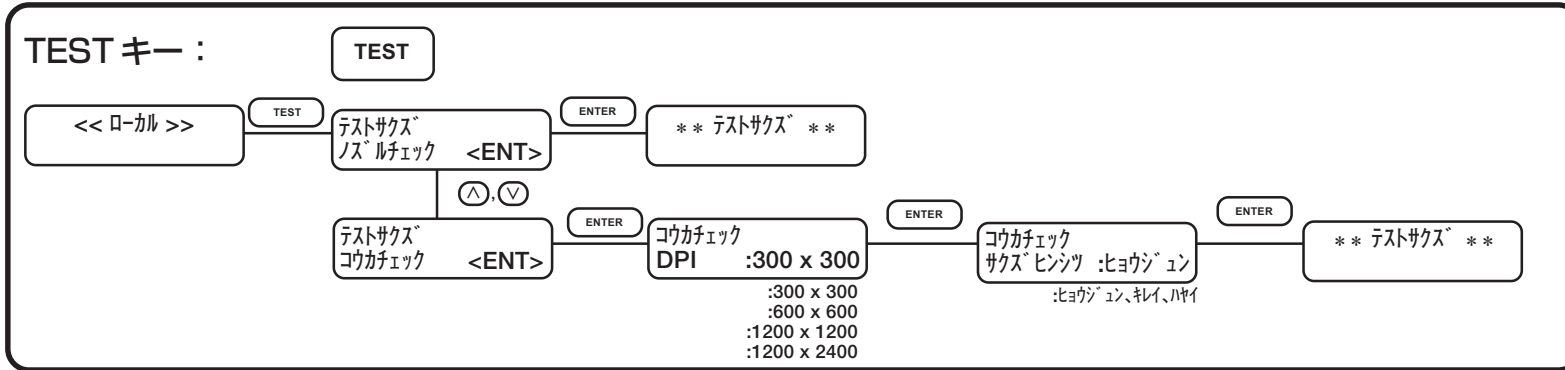 TEST キー：
TEST
<< ﾛｰｶﾙ >>
TEST
ﾃｽﾄｻｸｽﾞ
ﾉｽﾞﾙﾁｪｯｸ <ENT>
ENTER
** ﾃｽﾄｻｸｽﾞ **
∧,∨
ﾃｽﾄｻｸｽﾞ
ｺｳｶﾁｪｯｸ <ENT>
ENTER
ｺｳｶﾁｪｯｸ
DPI :300 x 300
:300 x 300
:600 x 600
:1200 x 1200
:1200 x 2400
ENTER
ｺｳｶﾁｪｯｸ
ｻｸｽﾞﾋﾝｼﾂ :ﾋｮｳｼﾞｭﾝ
:ﾋｮｳｼﾞｭﾝ､ｷﾚｲ､ﾊﾔｲ
ENTER
** ﾃｽﾄｻｸｽﾞ **